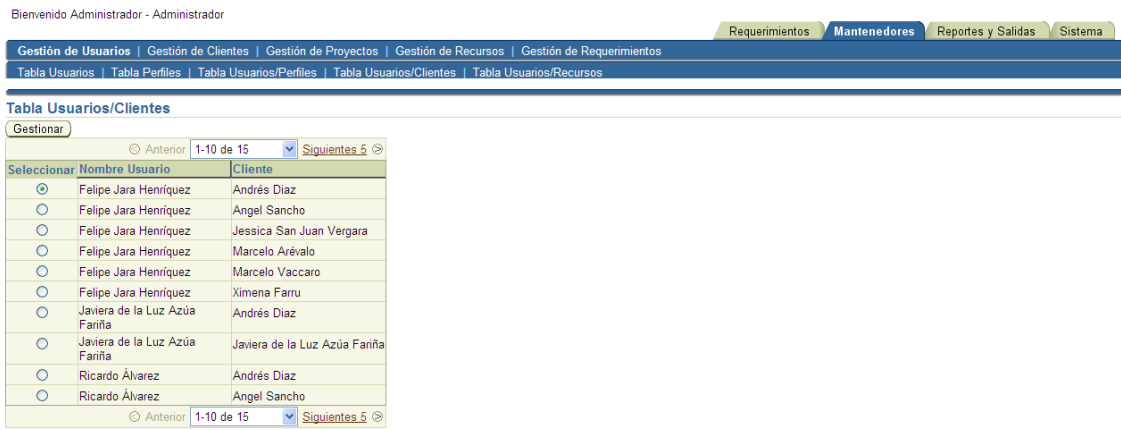 Bienvenido Administrador - Administrador
Requerimientos Mantenedores Reportes y Salidas Sistema
Gestión de Usuarios | Gestión de Clientes | Gestión de Proyectos | Gestión de Recursos | Gestión de Requerimientos
Tabla Usuarios | Tabla Perfiles | Tabla Usuarios/Perfiles | Tabla Usuarios/Clientes | Tabla Usuarios/Recursos
Tabla Usuarios/Clientes
Gestionar
Anterior 1-10 de 15 Siguientes 5
Seleccionar Nombre Usuario Cliente
Felipe Jara Henríquez Andrés Diaz
Felipe Jara Henríquez Angel Sancho
Felipe Jara Henríquez Jessica San Juan Vergara
Felipe Jara Henríquez Marcelo Arévalo
Felipe Jara Henríquez Marcelo Vaccaro
Felipe Jara Henríquez Ximena Farru
Javiera de la Luz Azúa Fariña Andrés Diaz
Javiera de la Luz Azúa Fariña Javiera de la Luz Azúa Fariña
Ricardo Álvarez Andrés Diaz
Ricardo Álvarez Angel Sancho
Anterior 1-10 de 15 Siguientes 5